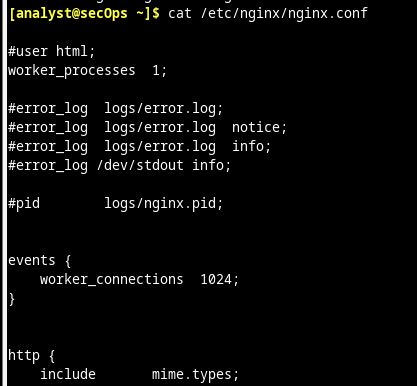 [analyst@secOps ~]$ cat /etc/nginx/nginx.conf
#user html;
worker_processes  1;
#error_log  logs/error.log;
#error_log  logs/error.log  notice;
#error_log  logs/error.log  info;
#error_log /dev/stdout info;
#pid        logs/nginx.pid;
events {
    worker_connections  1024;
}
http {
    include       mime.types;